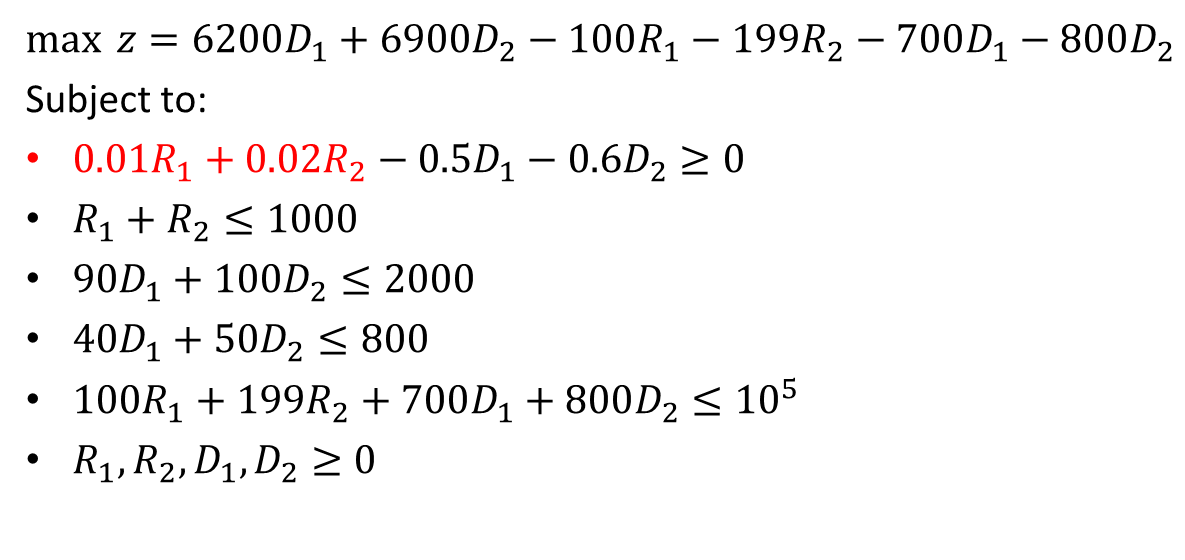 max z = 6200D₁ + 6900D₂ − 100R₁ − 199R₂ − 700D₁ − 800D₂
Subject to:
• 0.01R₁ + 0.02R₂ − 0.5D₁ − 0.6D₂ ≥ 0
• R₁ + R₂ ≤ 1000
• 90D₁ + 100D₂ ≤ 2000
• 40D₁ + 50D₂ ≤ 800
• 100R₁ + 199R₂ + 700D₁ + 800D₂ ≤ 10⁵
• R₁, R₂, D₁, D₂ ≥ 0